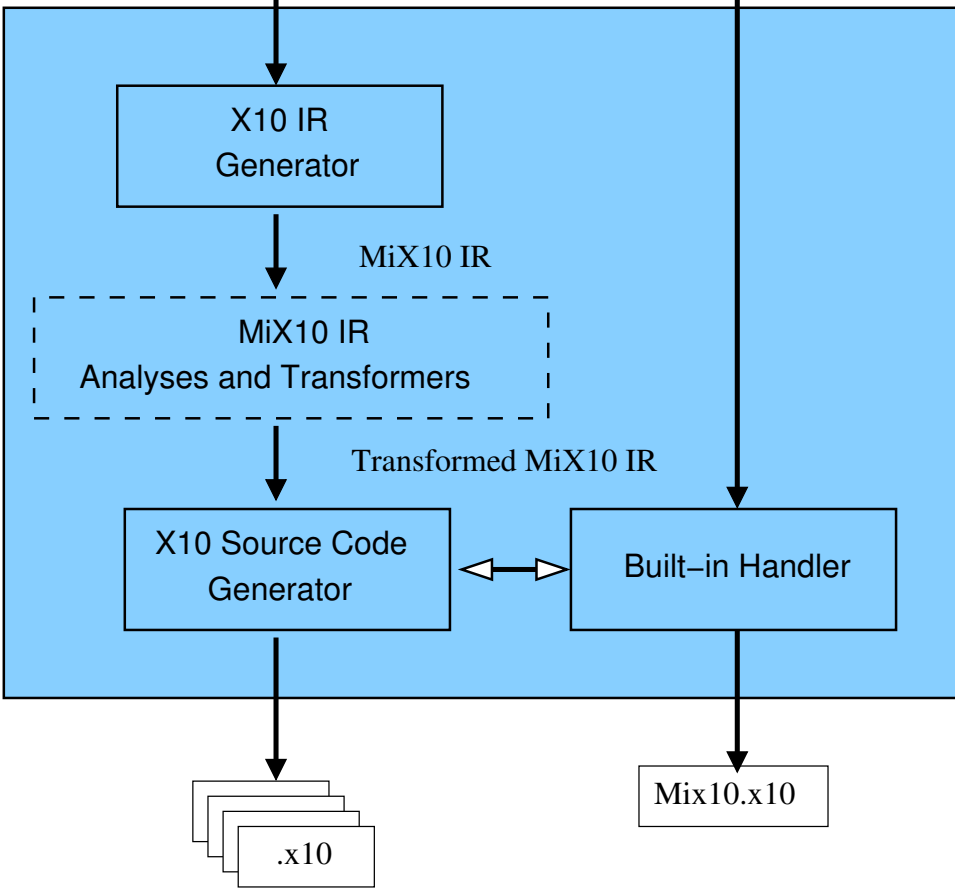 X10 IR
Generator
MiX10 IR
MiX10 IR
Analyses and Transformers
Transformed MiX10 IR
X10 Source Code
Generator
Built−in Handler
Mix10.x10
.x10